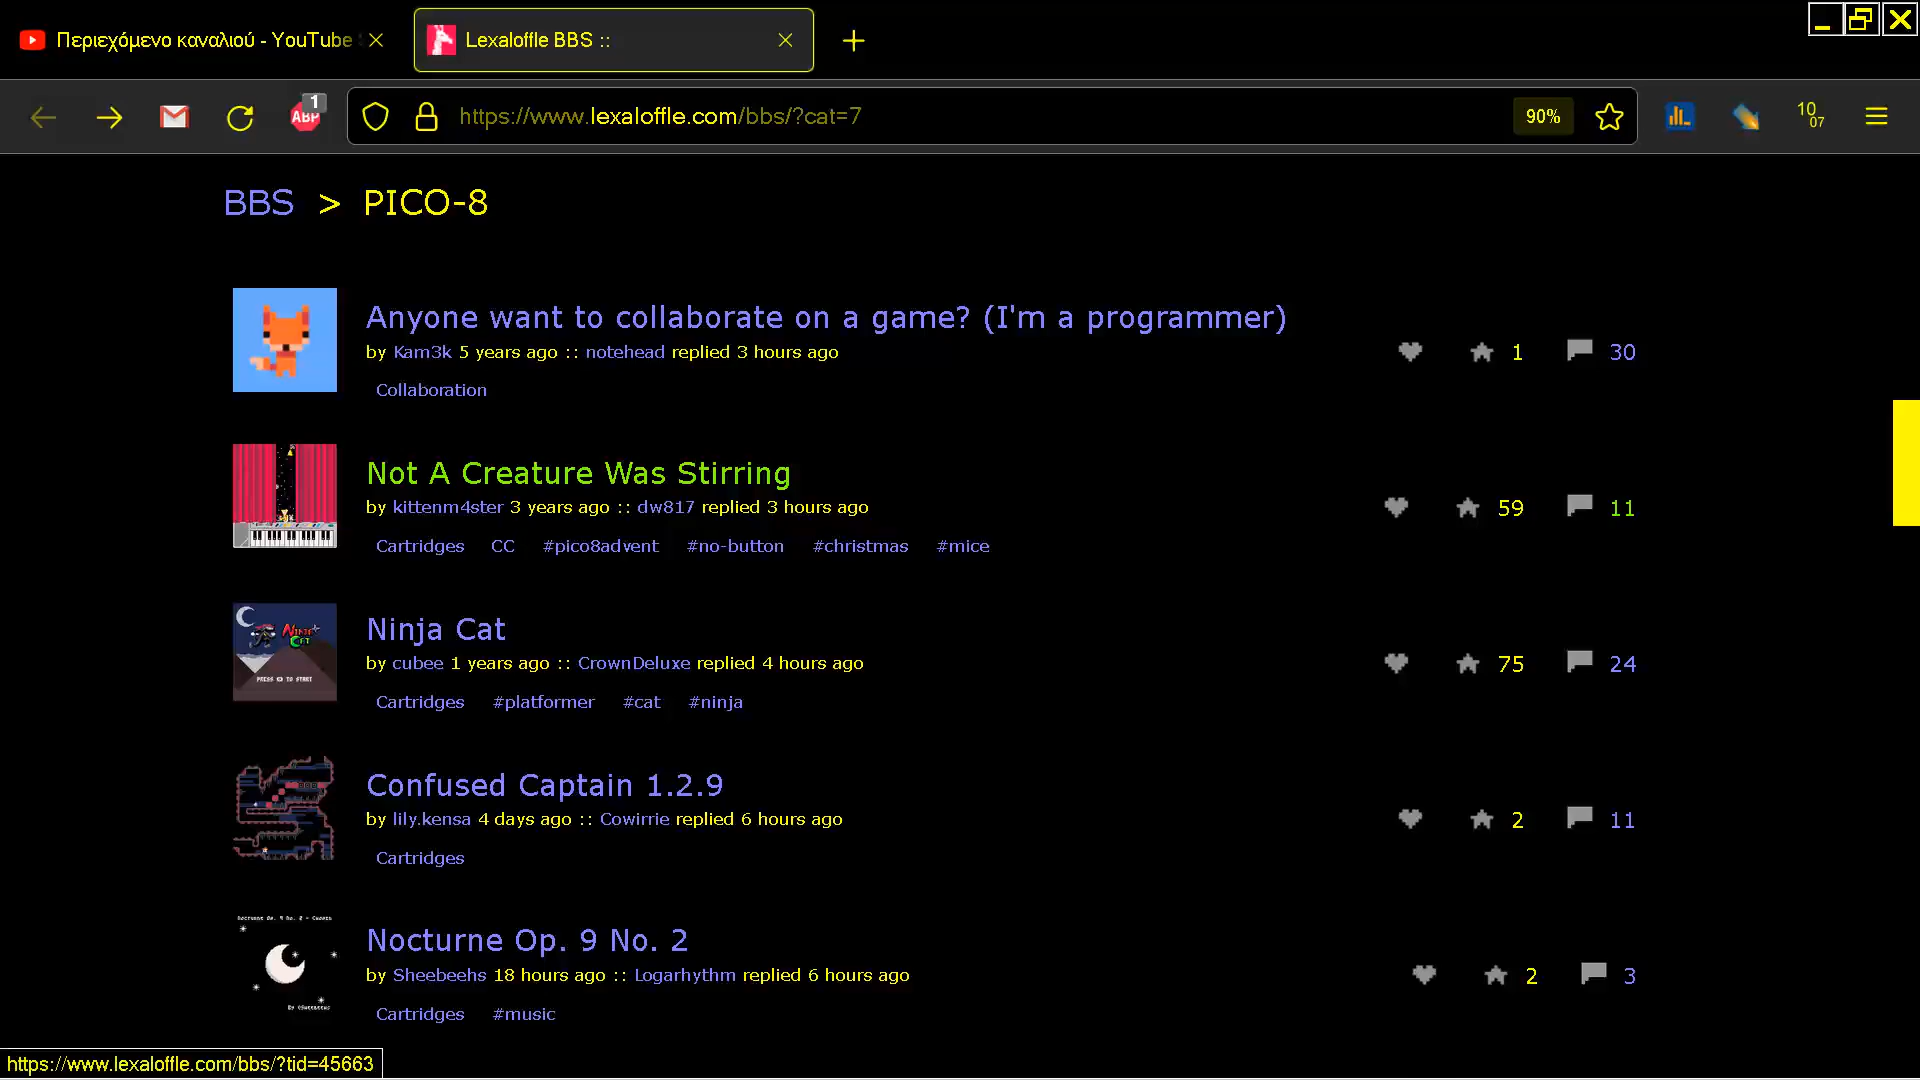 Περιεχόμενο καναλιού - YouTube
Lexaloffle BBS ::
1
ABP
https://www.lexaloffle.com/bbs/?cat=7
90%
10
07
BBS > PICO-8
Anyone want to collaborate on a game? (I'm a programmer)
by Kam3k 5 years ago :: notehead replied 3 hours ago
1 30
Collaboration
Not A Creature Was Stirring
by kittenm4ster 3 years ago :: dw817 replied 3 hours ago
59 11
Cartridges CC #pico8advent #no-button #christmas #mice
Ninja Cat
NINJA CAT
PRESS TO START
by cubee 1 years ago :: CrownDeluxe replied 4 hours ago
75 24
Cartridges #platformer #cat #ninja
Confused Captain 1.2.9
by lily.kensa 4 days ago :: Cowirrie replied 6 hours ago
2 11
Cartridges
Nocturne Op. 9 No. 2
by Sheebeehs 18 hours ago :: Logarhythm replied 6 hours ago
2 3
Cartridges #music
https://www.lexaloffle.com/bbs/?tid=45663